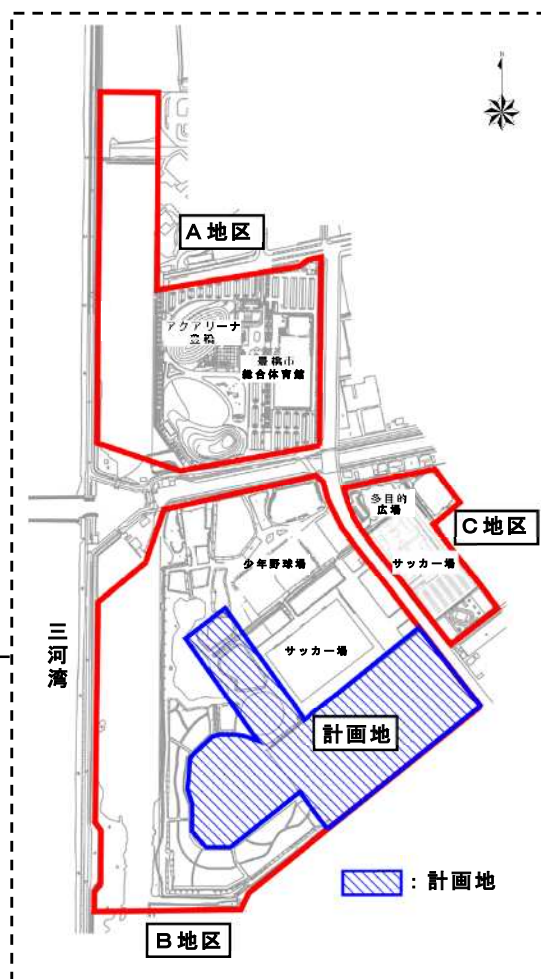 N
A地区
アクアリーナ
豊橋
豊橋市
総合体育館
多目的
広場
C地区
サッカー場
少年野球場
三河湾
サッカー場
計画地
：計画地
B地区